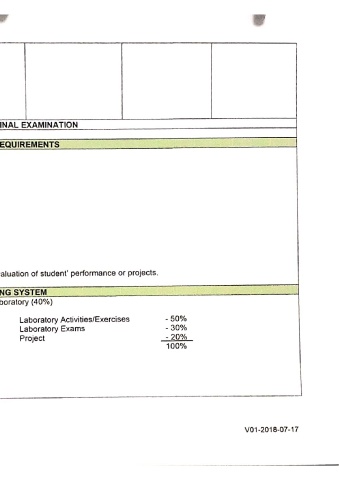 INAL EXAMINATION
EQUIREMENTS
aluation of student' performance or projects.
NG SYSTEM
boratory (40%)
Laboratory Activities/Exercises - 50%
Laboratory Exams - 30%
Project - 20%
100%
V01-2018-07-17